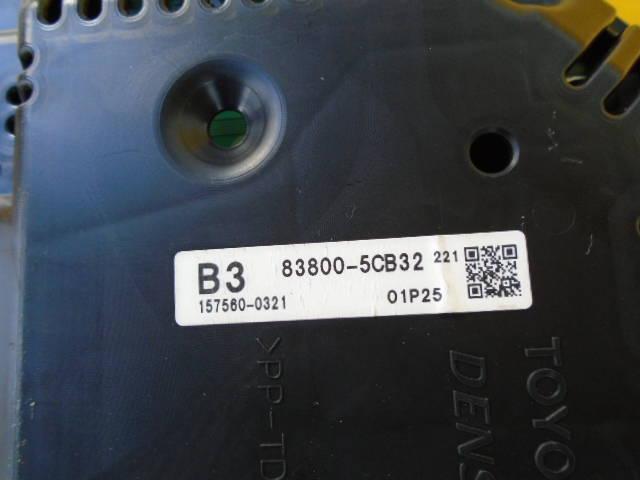 B3 83800-5CB32 221
157560-0321 01P25
>PP-TD
DENS
TOYO